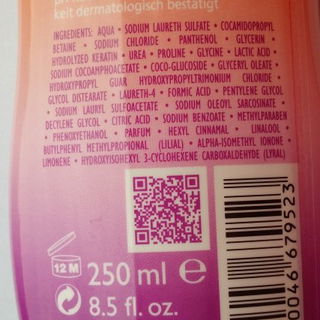 keit dermatologisch bestätigt
INGREDIENTS: AQUA • SODIUM LAURETH SULFATE • COCAMIDOPROPYL
BETAINE • SODIUM CHLORIDE • PANTHENOL • GLYCERIN •
HYDROLYZED KERATIN • UREA • PROLINE • GLYCINE • LACTIC ACID •
SODIUM COCOAMPHOACETATE • COCO-GLUCOSIDE • GLYCERYL OLEATE •
HYDROXYPROPYL GUAR HYDROXYPROPYLTRIMONIUM CHLORIDE •
GLYCOL DISTEARATE • LAURETH-4 • FORMIC ACID • PENTYLENE GLYCOL
• SODIUM LAURYL SULFOACETATE • SODIUM OLEOYL SARCOSINATE •
DECYLENE GLYCOL • CITRIC ACID • SODIUM BENZOATE • METHYLPARABEN
• PHENOXYETHANOL • PARFUM • HEXYL CINNAMAL • LINALOOL •
BUTYLPHENYL METHYLPROPIONAL (LILIAL) • ALPHA-ISOMETHYL IONONE
LIMONENE • HYDROXYISOHEXYL 3-CYCLOHEXENE CARBOXALDEHYDE (LYRAL)
12 M
250 ml e
8.5 fl. oz.
0046 679523